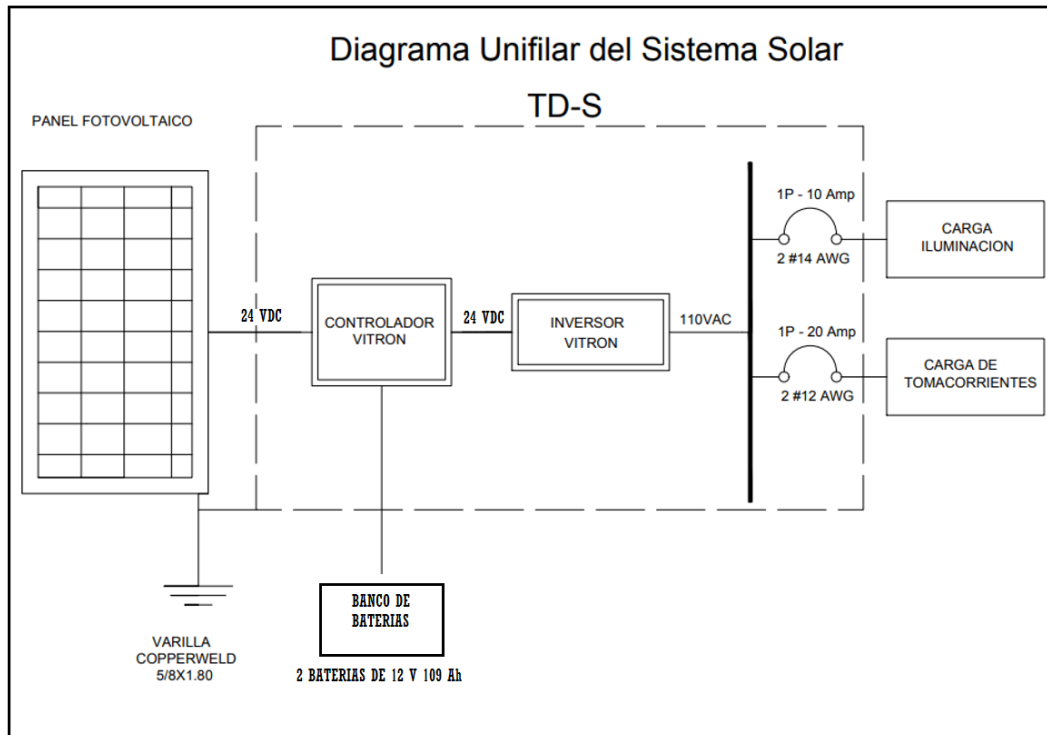 Diagrama Unifilar del Sistema Solar
TD-S
PANEL FOTOVOLTAICO
1P - 10 Amp
CARGA
ILUMINACION
2 #14 AWG
24 VDC
CONTROLADOR
VITRON
24 VDC
INVERSOR
VITRON
110VAC
1P - 20 Amp
CARGA DE
TOMACORRIENTES
2 #12 AWG
BANCO DE
BATERIAS
2 BATERIAS DE 12 V 109 Ah
VARILLA
COPPERWELD
5/8X1.80